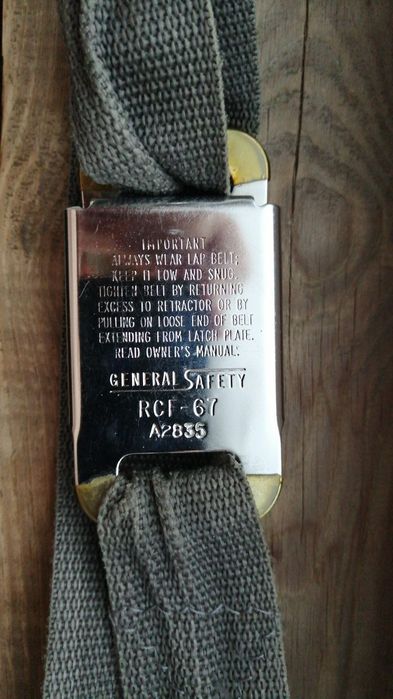 IMPORTANT
ALWAYS WEAR LAP BELT;
KEEP IT LOW AND SNUG.
TIGHTEN BELT BY RETURNING
EXCESS TO RETRACTOR OR BY
PULLING ON LOOSE END OF BELT
EXTENDING FROM LATCH PLATE.
READ OWNER'S MANUAL.
GENERAL SAFETY
RCF-67
A2835